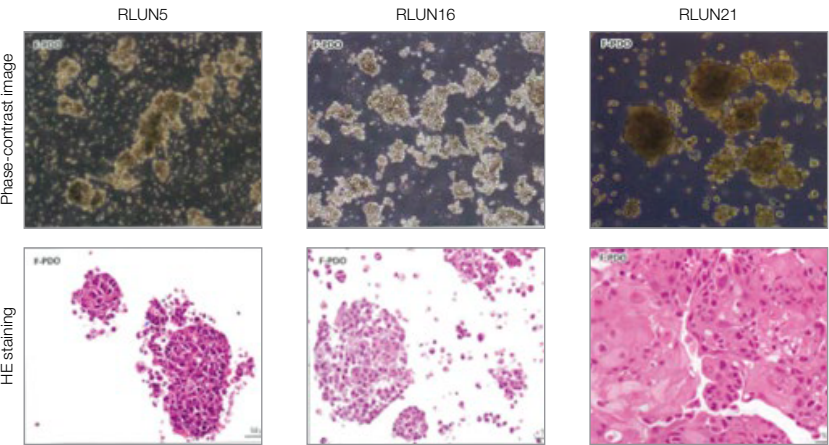 RLUN5
RLUN16
RLUN21
Phase-contrast image
F-PDO
F-PDO
F-PDO
HE staining
F-PDO
F-PDO
F-PDO